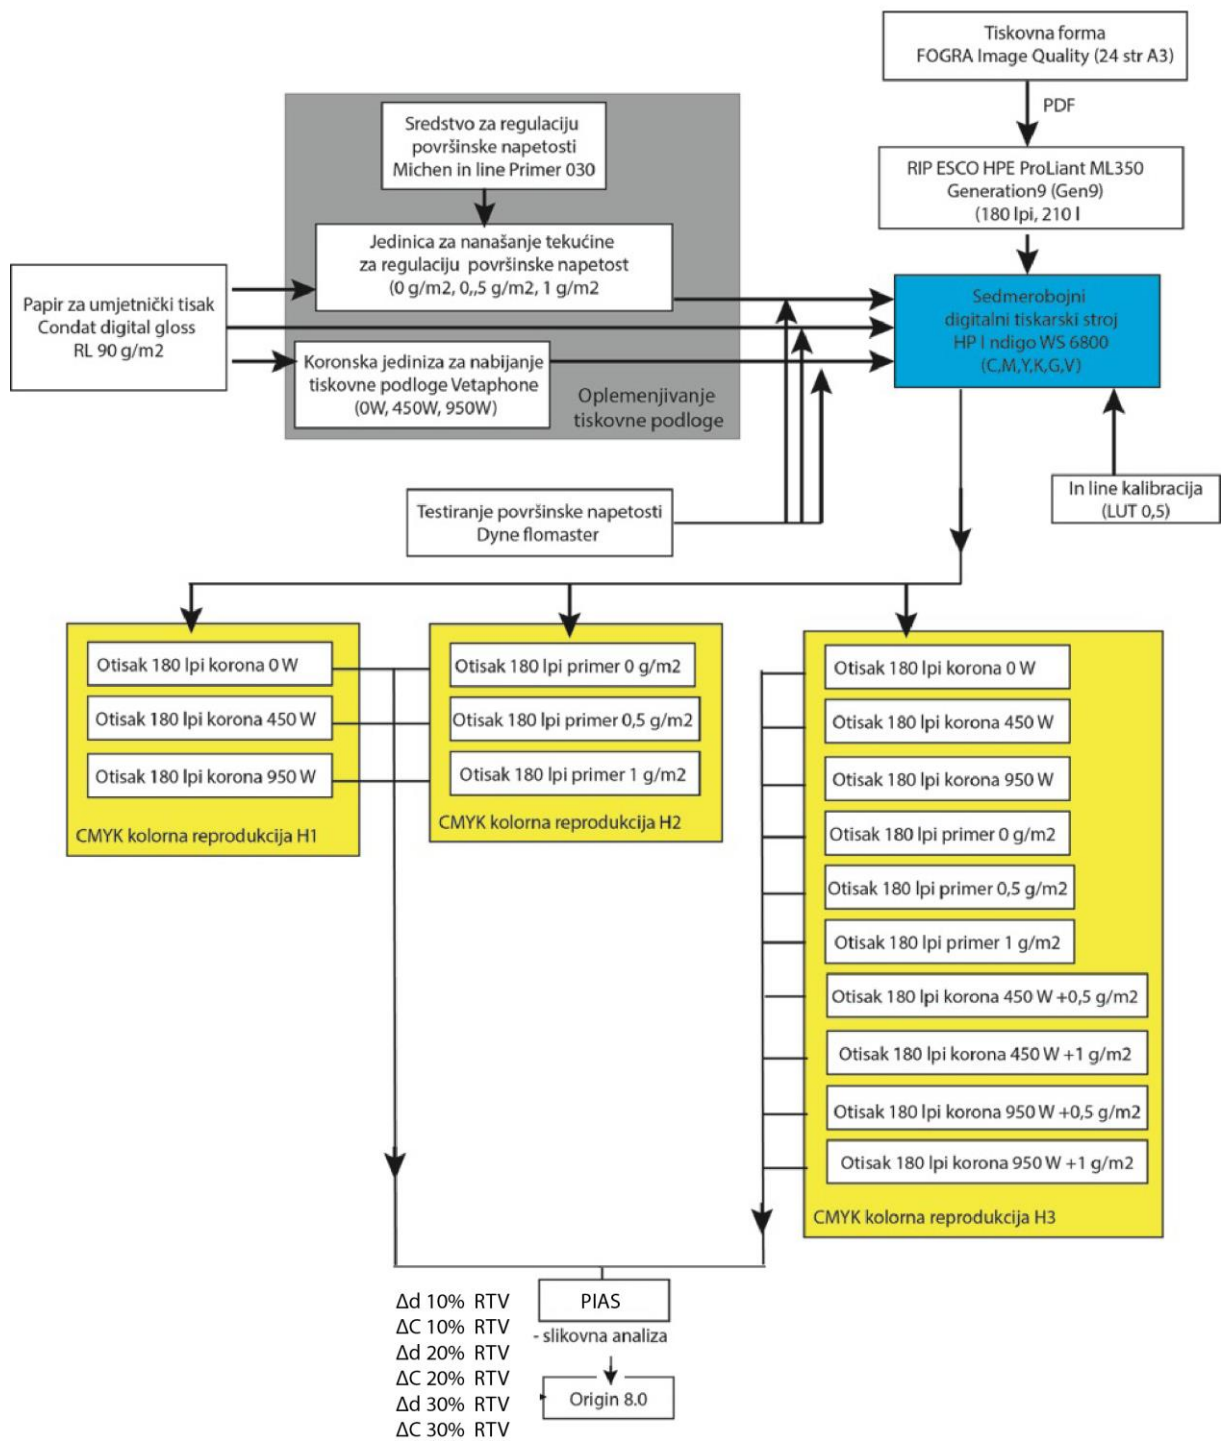 Tiskovna forma
FOGRA Image Quality (24 str A3)
PDF
Sredstvo za regulaciju
površinske napetosti
Michen in line Primer 030
RIP ESCO HPE ProLiant ML350
Generation9 (Gen9)
(180 lpi, 210 l
Jedinica za nanašanje tekućine
za regulaciju površinske napetost
(0 g/m2, 0,,5 g/m2, 1 g/m2
Papir za umjetnički tisak
Condat digital gloss
RL 90 g/m2
Sedmerobojni
digitalni tiskarski stroj
HP I ndigo WS 6800
(C,M,Y,K,G,V)
Koronska jediniza za nabijanje
tiskovne podloge Vetaphone
(0W, 450W, 950W)
Oplemenjivanje
tiskovne podloge
Testiranje površinske napetosti
Dyne flomaster
In line kalibracija
(LUT 0,5)
Otisak 180 lpi korona 0 W
Otisak 180 lpi korona 450 W
Otisak 180 lpi korona 950 W
CMYK kolorna reprodukcija H1
Otisak 180 lpi primer 0 g/m2
Otisak 180 lpi primer 0,5 g/m2
Otisak 180 lpi primer 1 g/m2
CMYK kolorna reprodukcija H2
Otisak 180 lpi korona 0 W
Otisak 180 lpi korona 450 W
Otisak 180 lpi korona 950 W
Otisak 180 lpi primer 0 g/m2
Otisak 180 lpi primer 0,5 g/m2
Otisak 180 lpi primer 1 g/m2
Otisak 180 lpi korona 450 W +0,5 g/m2
Otisak 180 lpi korona 450 W +1 g/m2
Otisak 180 lpi korona 950 W +0,5 g/m2
Otisak 180 lpi korona 950 W +1 g/m2
CMYK kolorna reprodukcija H3
Δd 10% RTV
ΔC 10% RTV
Δd 20% RTV
ΔC 20% RTV
Δd 30% RTV
ΔC 30% RTV
PIAS
- slikovna analiza
Origin 8.0